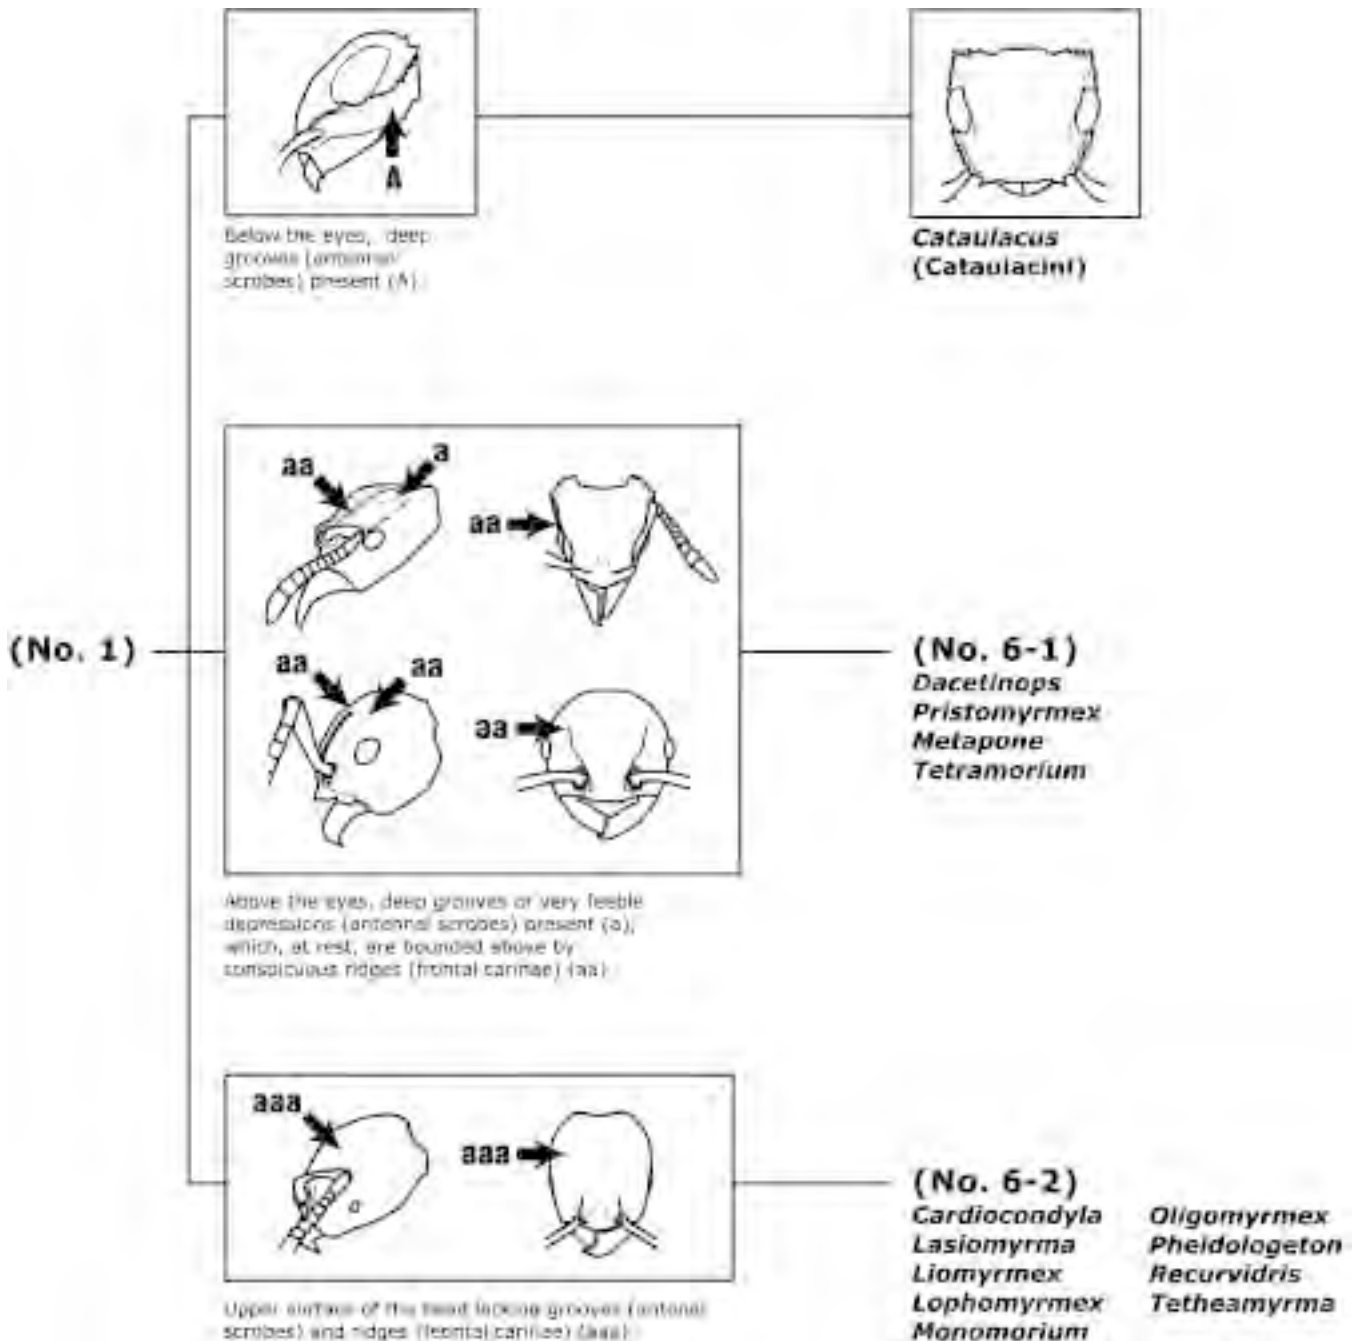 A
Below the eyes, deep
grooves (antennal
scrobes) present (A)
Cataulacus
(Cataulacini)
aa
a
aa
aa
aa
aa
(No. 1)
(No. 6-1)
Dacetinops
Pristomyrmex
Metapone
Tetramorium
Above the eyes, deep grooves or very feeble
depressions (antennal scrobes) present (a),
which, at rest, are bounded above by
conspicuous ridges (frontal carinae) (aa)
aaa
aaa
Upper surface of the head lacking grooves (antenal
scrobes) and ridges (frontal carinae) (aaa)
(No. 6-2)
Cardiocondyla Oligomyrmex
Lasiomyrma Pheidologeton
Liomyrmex Recurvidris
Lophomyrmex Tetheamyrma
Monomorium